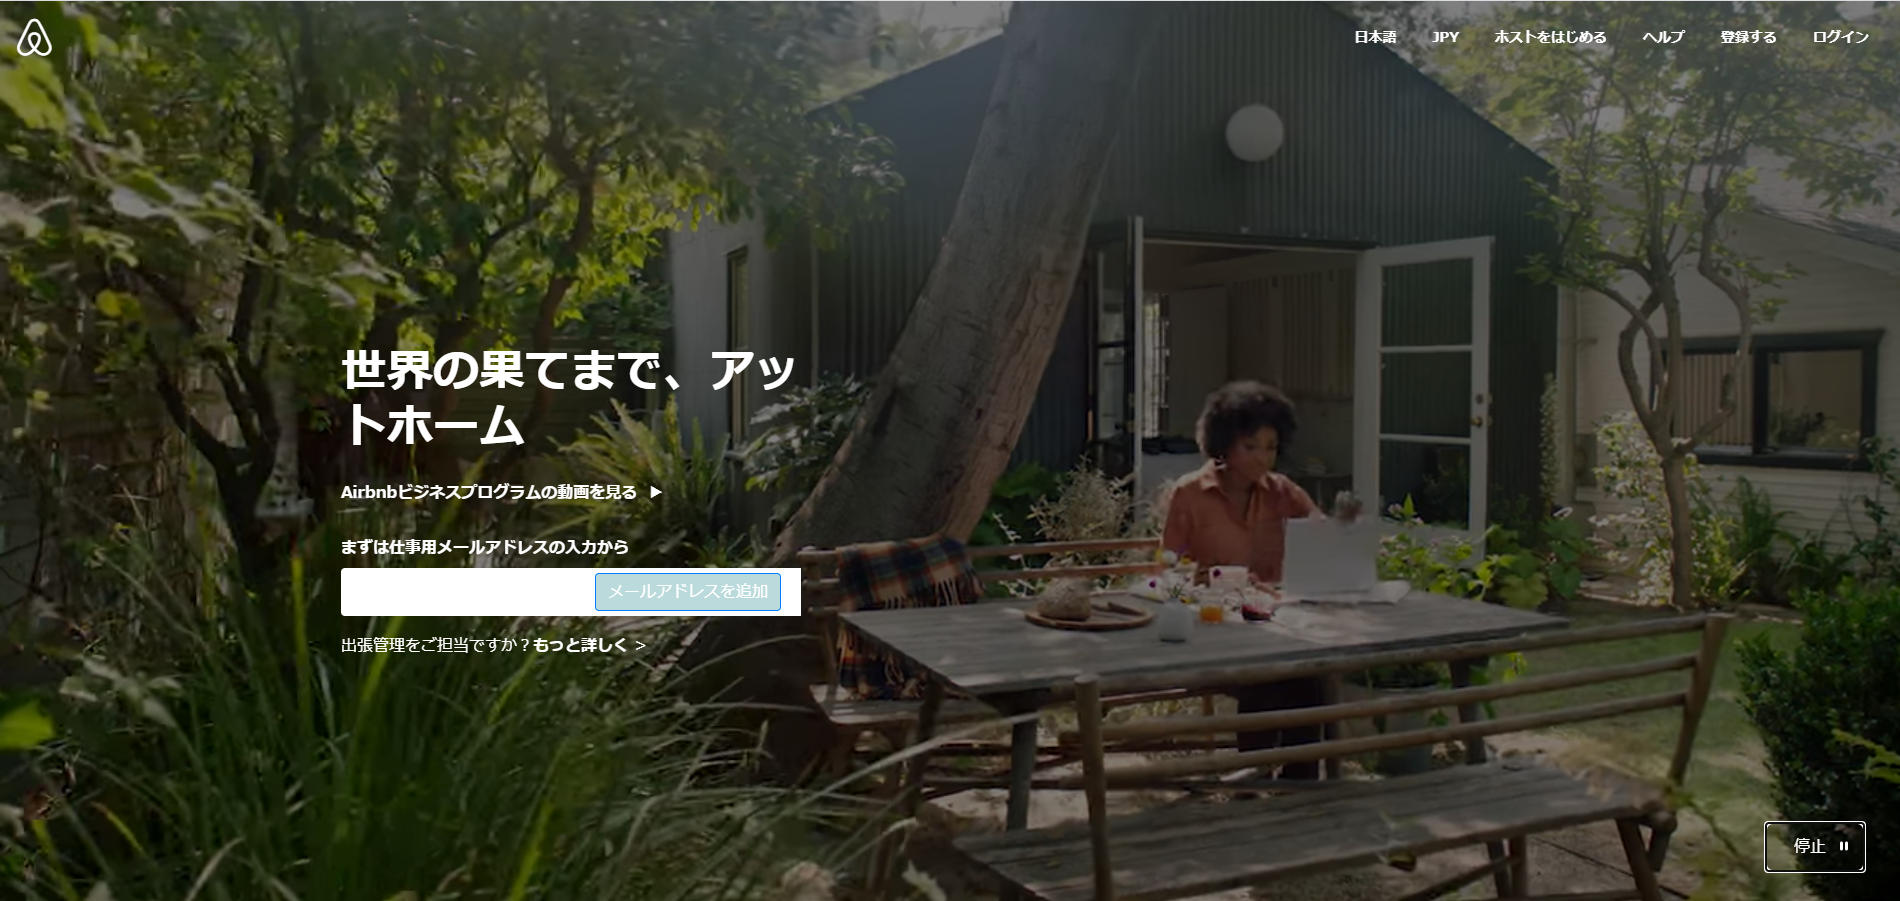 日本語 JPY ホストをはじめる ヘルプ 登録する ログイン
世界の果てまで、アッ
トホーム
Airbnbビジネスプログラムの動画を見る
まずは仕事用メールアドレスの入力から
メールアドレスを追加
出張管理をご担当ですか？もっと詳しく >
停止